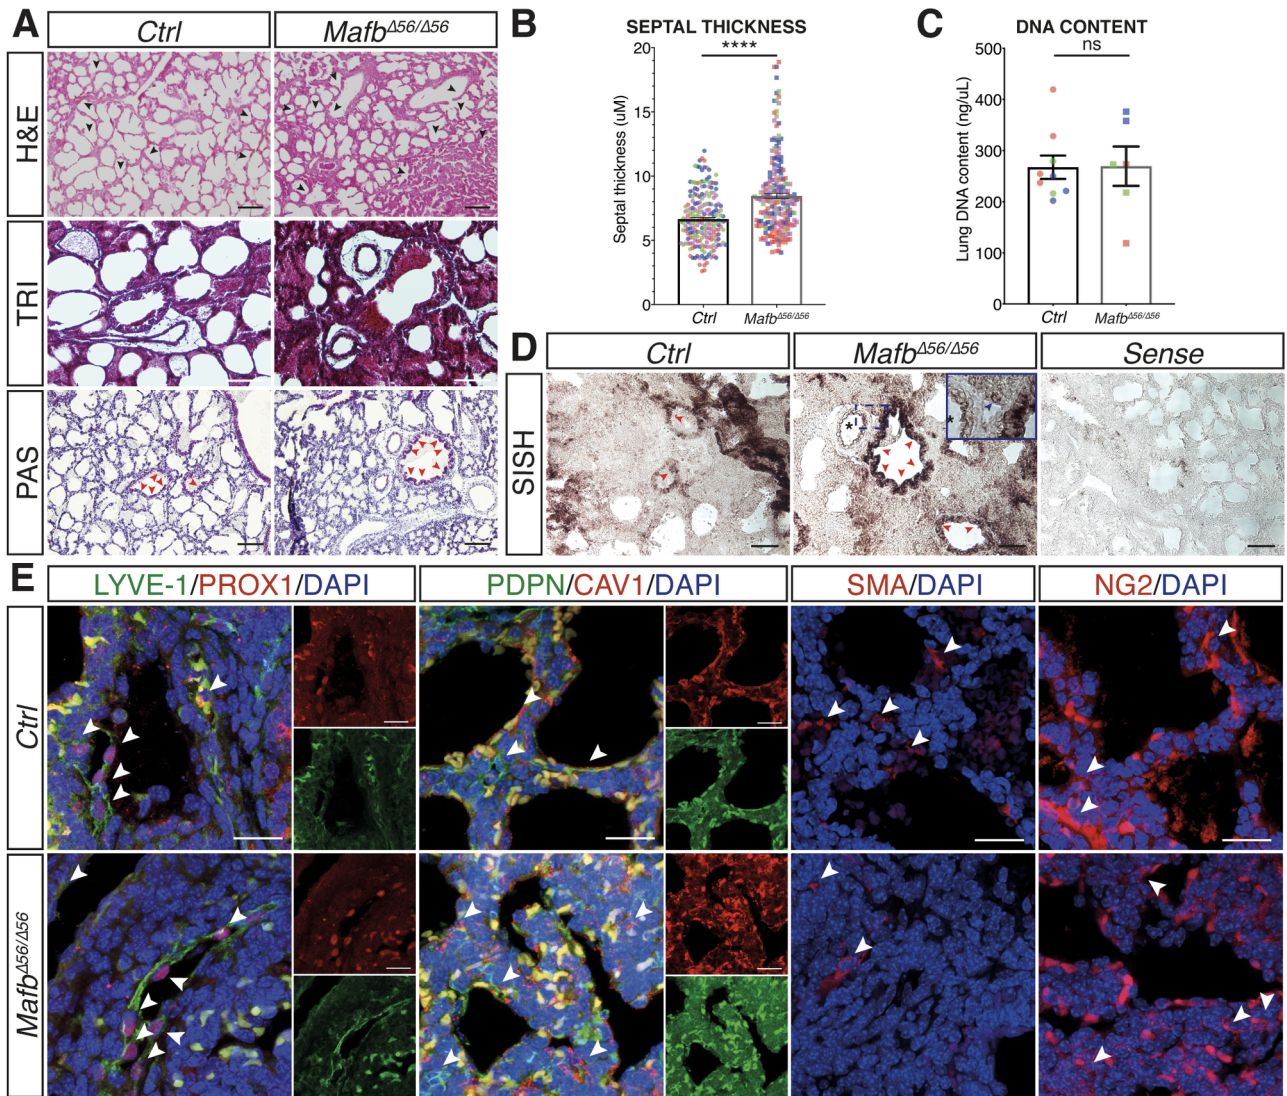 A
Ctrl
Mafb^Δ56/Δ56
H&E
TRI
PAS
B
SEPTAL THICKNESS
****
Septal thickness (uM)
20
15
10
5
0
Ctrl
Mafb^Δ56/Δ56
C
DNA CONTENT
ns
Lung DNA content (ng/uL)
500
400
300
200
100
0
Ctrl
Mafb^Δ56/Δ56
D
Ctrl
Mafb^Δ56/Δ56
Sense
SISH
*
*
E
LYVE-1/PROX1/DAPI
PDPN/CAV1/DAPI
SMA/DAPI
NG2/DAPI
Ctrl
Mafb^Δ56/Δ56